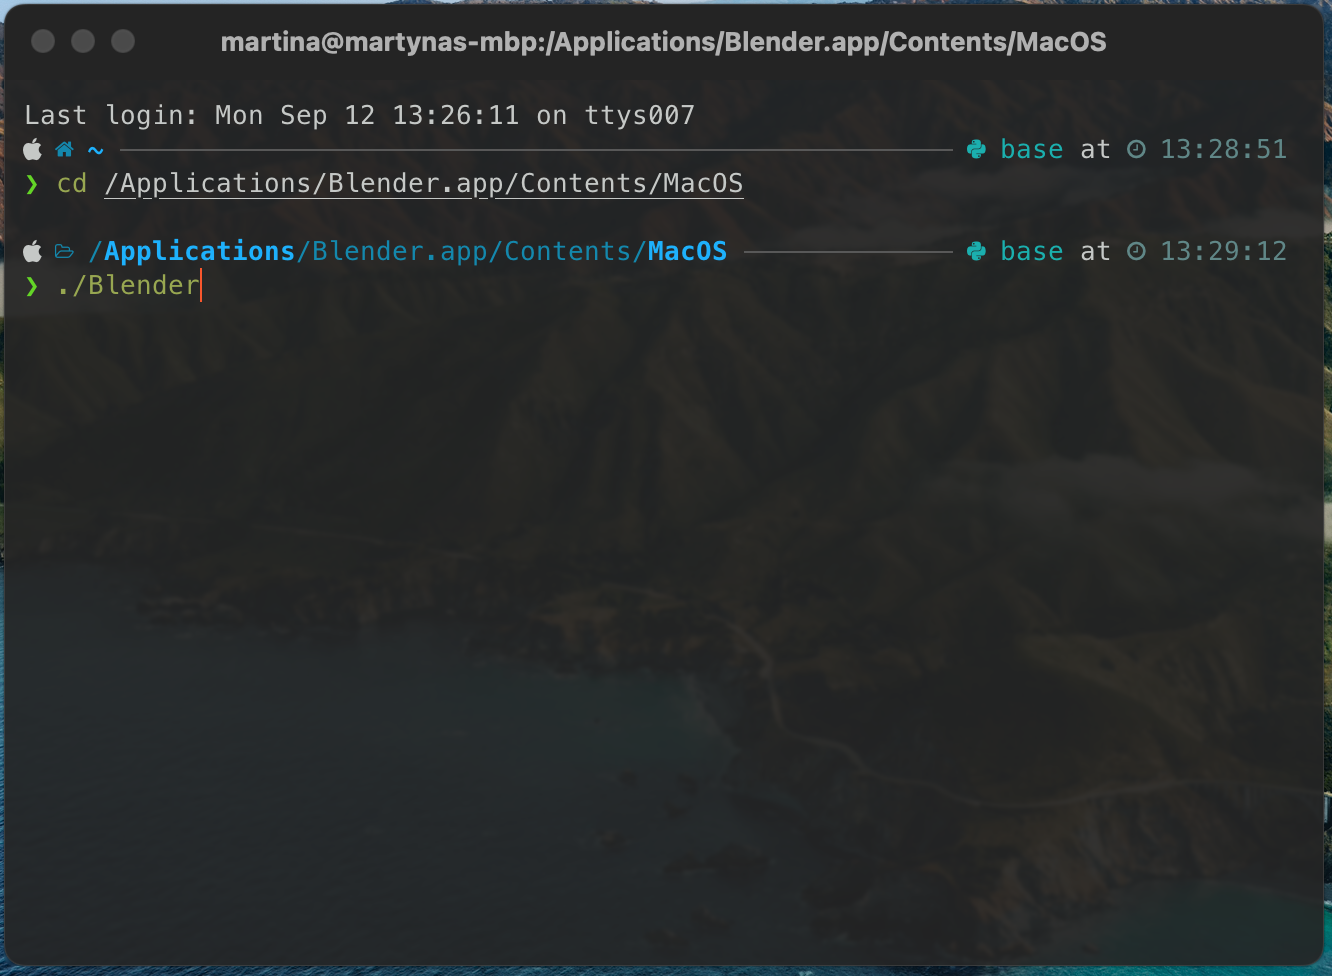 martina@martynas-mbp:/Applications/Blender.app/Contents/MacOS
Last login: Mon Sep 12 13:26:11 on ttys007
~ base at 13:28:51
❯ cd /Applications/Blender.app/Contents/MacOS
/Applications/Blender.app/Contents/MacOS base at 13:29:12
❯ ./Blender